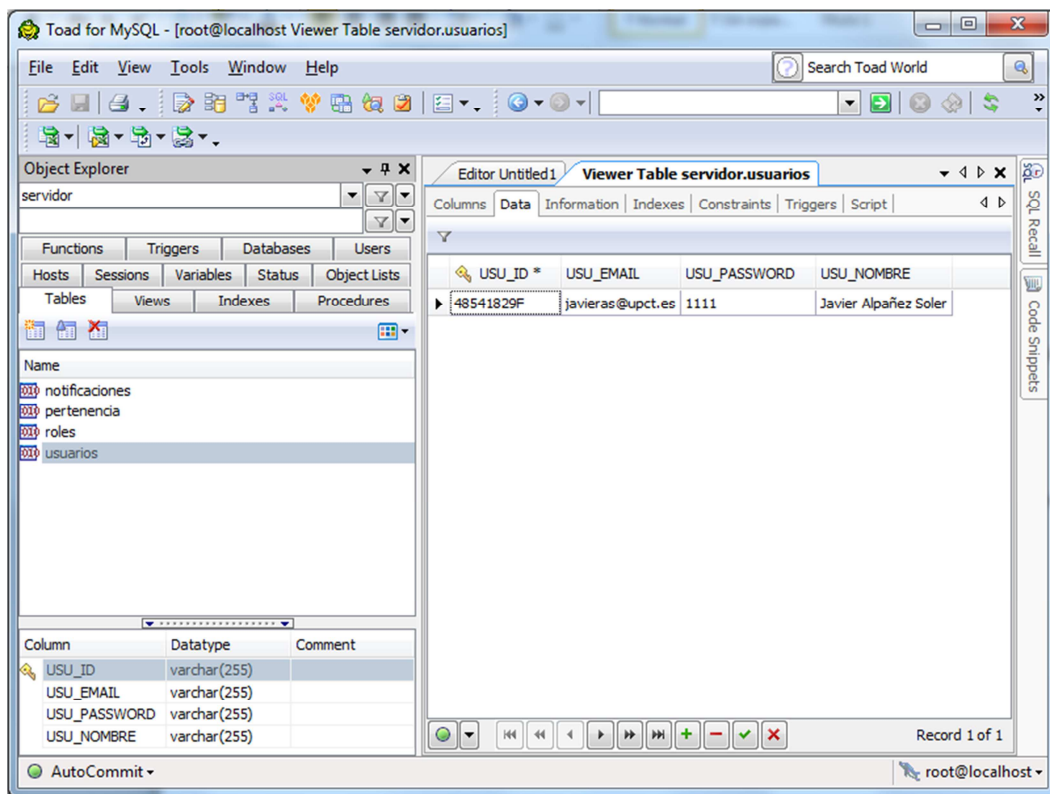 Toad for MySQL - [root@localhost Viewer Table servidor.usuarios]
File Edit View Tools Window Help
Search Toad World
Object Explorer
servidor
Functions Triggers Databases Users
Hosts Sessions Variables Status Object Lists
Tables Views Indexes Procedures
Name
notificaciones
pertenencia
roles
usuarios
Column Datatype Comment
USU_ID varchar(255)
USU_EMAIL varchar(255)
USU_PASSWORD varchar(255)
USU_NOMBRE varchar(255)
Editor Untitled1 Viewer Table servidor.usuarios
Columns Data Information Indexes Constraints Triggers Script
USU_ID * USU_EMAIL USU_PASSWORD USU_NOMBRE
48541829F javieras@upct.es 1111 Javier Alpañez Soler
Record 1 of 1
SQL Recall
Code Snippets
AutoCommit
root@localhost